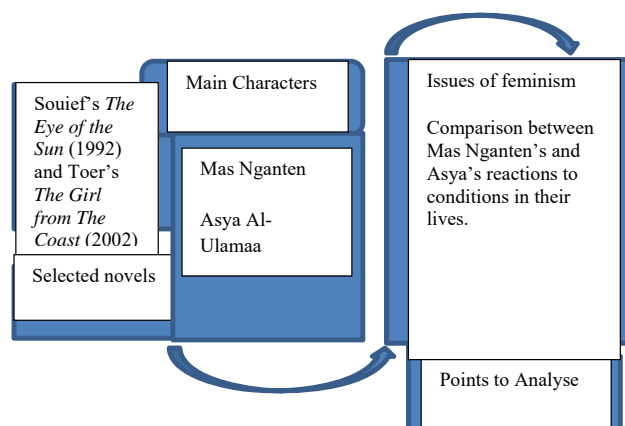 Souief's The
Eye of the
Sun (1992)
and Toer's
The Girl
from The
Coast (2002)
Selected novels
Main Characters
Mas Nganten
Asya Al-
Ulamaa
Issues of feminism
Comparison between
Mas Nganten's and
Asya's reactions to
conditions in their
lives.
Points to Analyse